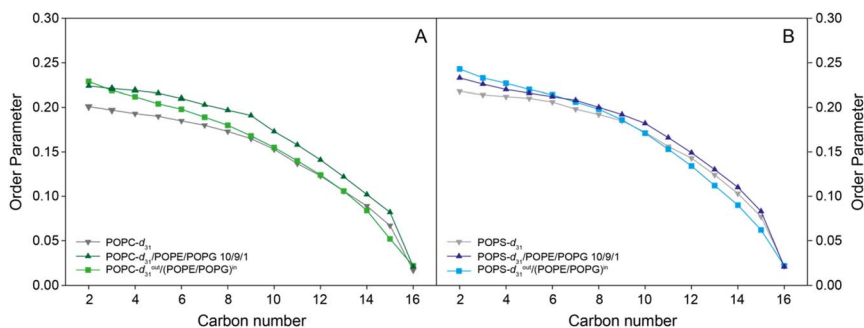 0.30
0.25
0.20
0.15
0.10
0.05
0.00
Order Parameter
A
POPC-d31
POPC-d31/POPE/POPG 10/9/1
POPC-d31out/(POPE/POPG)in
2 4 6 8 10 12 14 16
Carbon number
B
POPS-d31
POPS-d31/POPE/POPG 10/9/1
POPS-d31out/(POPE/POPG)in
2 4 6 8 10 12 14 16
Carbon number
0.30
0.25
0.20
0.15
0.10
0.05
0.00
Order Parameter